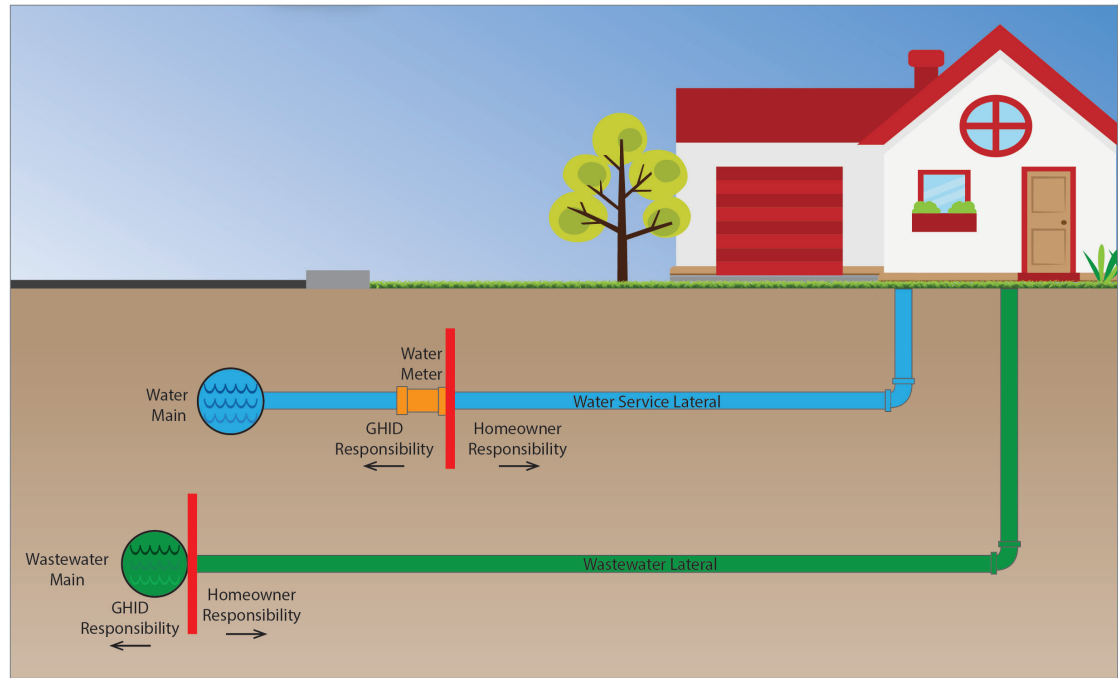 Water
Meter
Water
Main
Water Service Lateral
GHID
Responsibility
Homeowner
Responsibility
Wastewater
Main
Wastewater Lateral
GHID
Responsibility
Homeowner
Responsibility